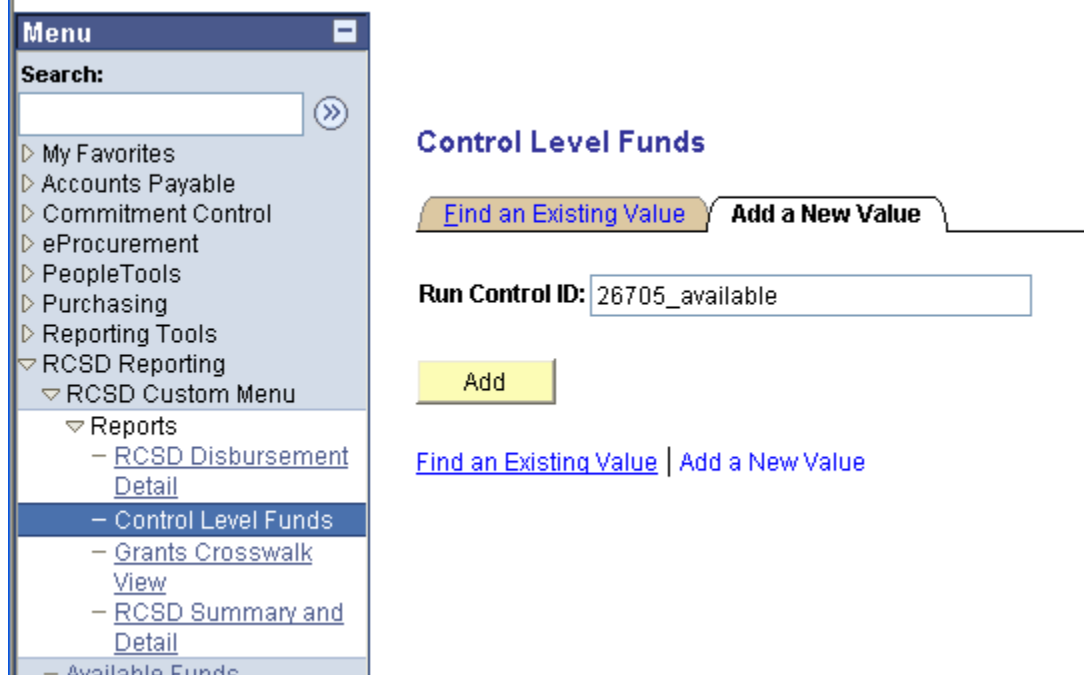 Menu
Search:
My Favorites
Accounts Payable
Commitment Control
eProcurement
PeopleTools
Purchasing
Reporting Tools
RCSD Reporting
RCSD Custom Menu
Reports
– RCSD Disbursement
Detail
– Control Level Funds
– Grants Crosswalk
View
– RCSD Summary and
Detail
– Available Funds
Control Level Funds
Find an Existing Value
Add a New Value
Run Control ID: 26705_available
Add
Find an Existing Value | Add a New Value